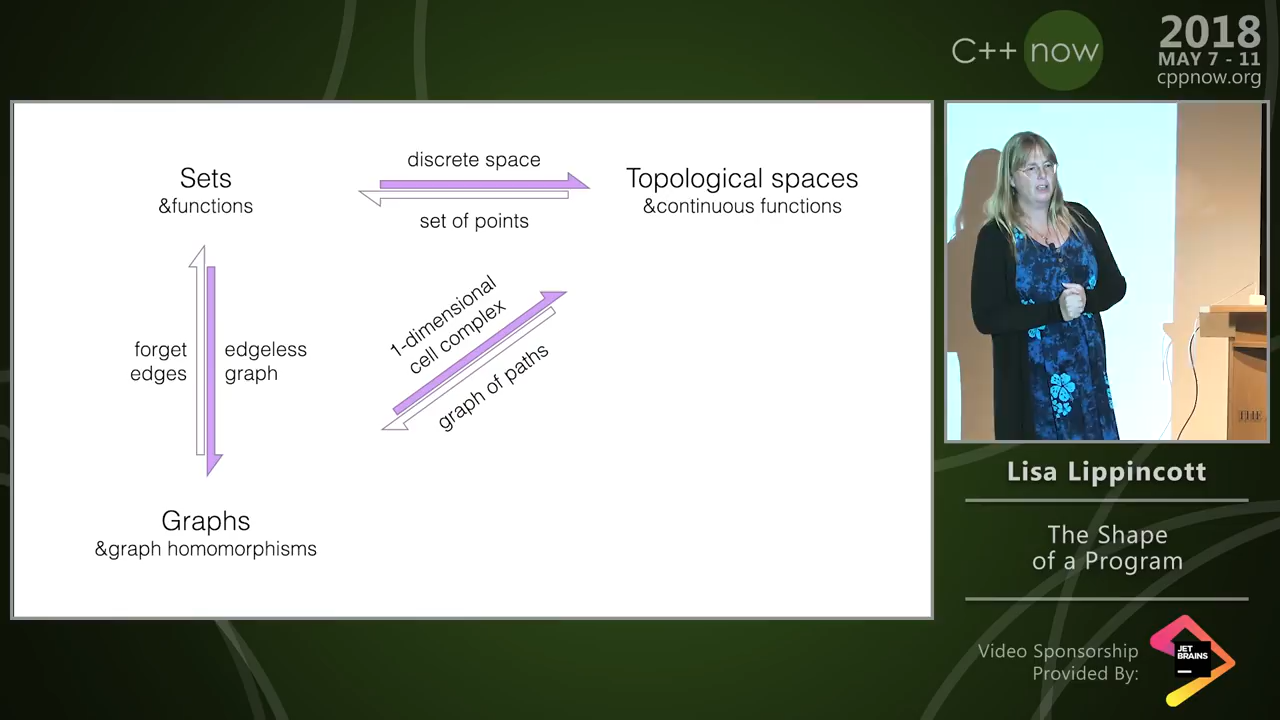 C++ now
2018
MAY 7 - 11
cppnow.org
Sets
&functions
discrete space
set of points
Topological spaces
&continuous functions
1-dimensional
cell complex
graph of paths
forget
edges
edgeless
graph
Graphs
&graph homomorphisms
THE
Lisa Lippincott
The Shape
of a Program
Video Sponsorship
Provided By:
JET
BRAINS